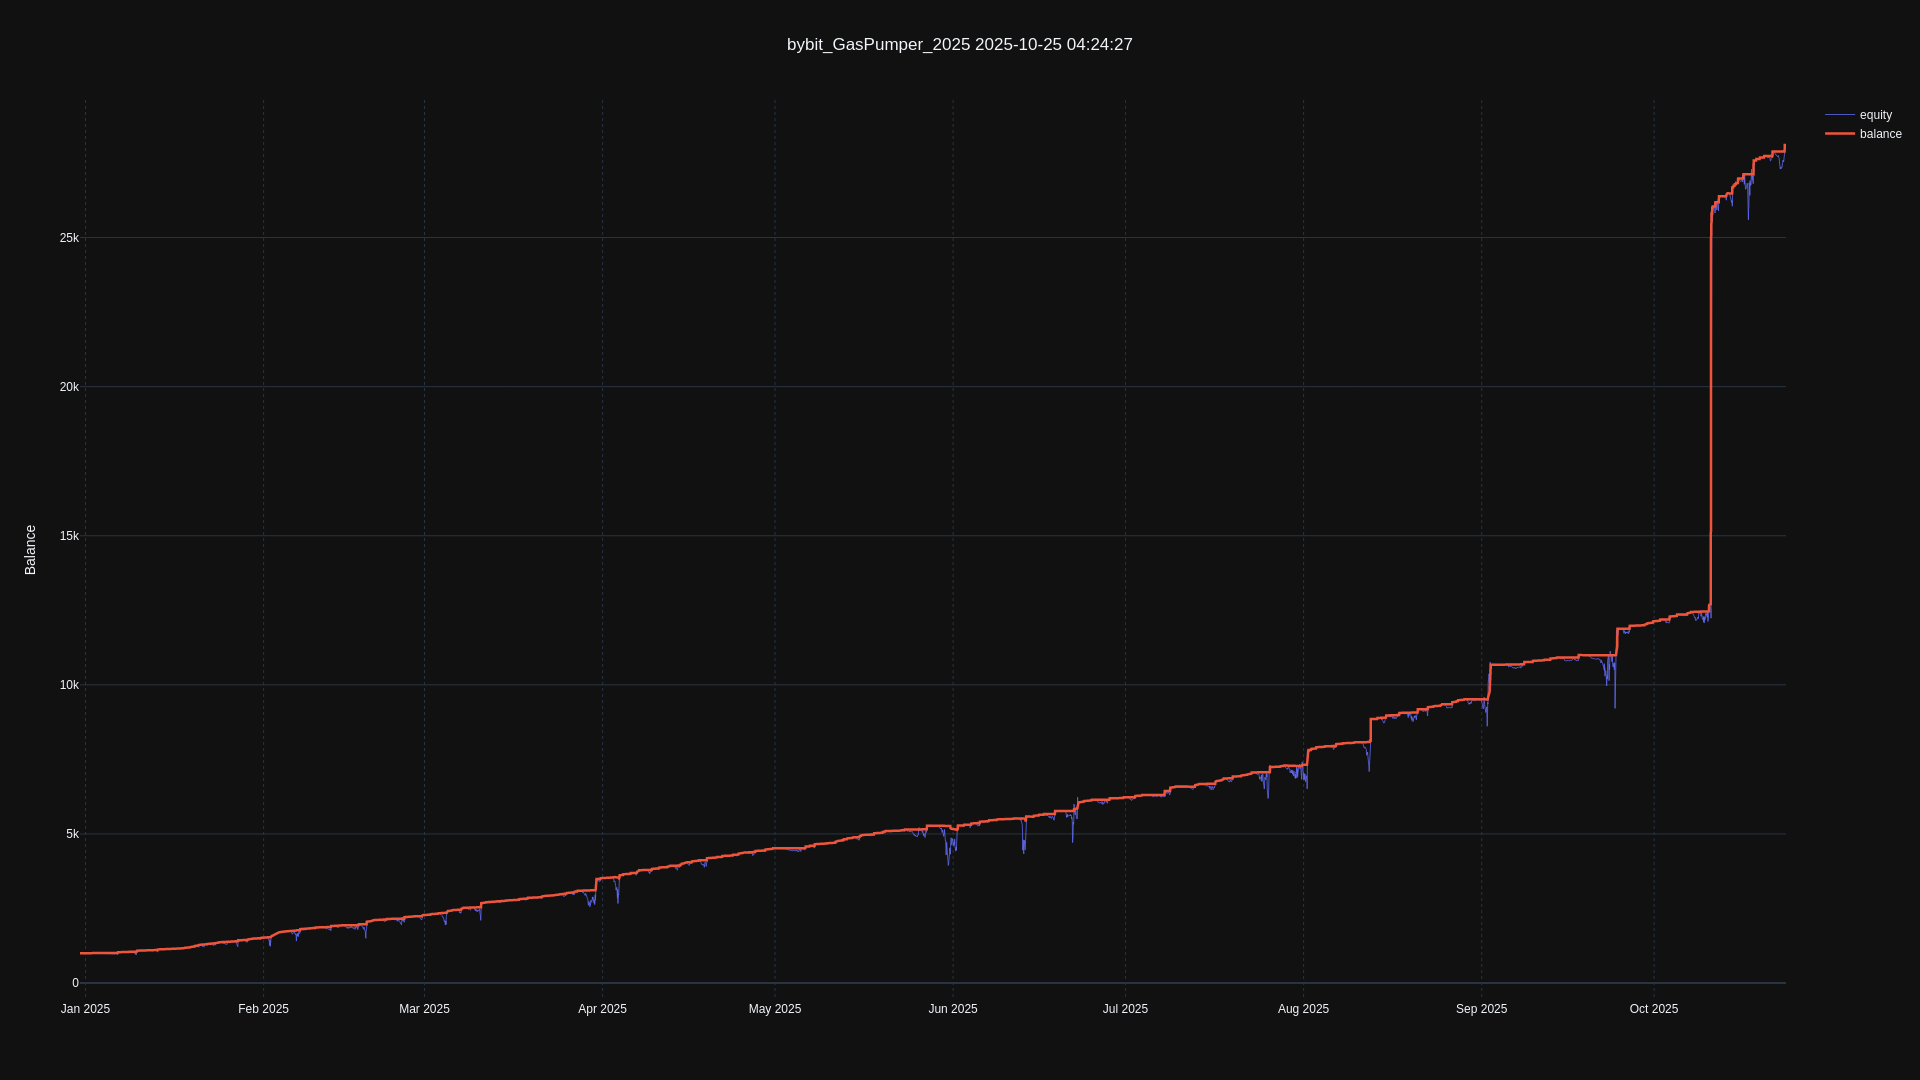 bybit_GasPumper_2025 2025-10-25 04:24:27
equity
balance
25k
20k
15k
10k
5k
0
Balance
Jan 2025
Feb 2025
Mar 2025
Apr 2025
May 2025
Jun 2025
Jul 2025
Aug 2025
Sep 2025
Oct 2025